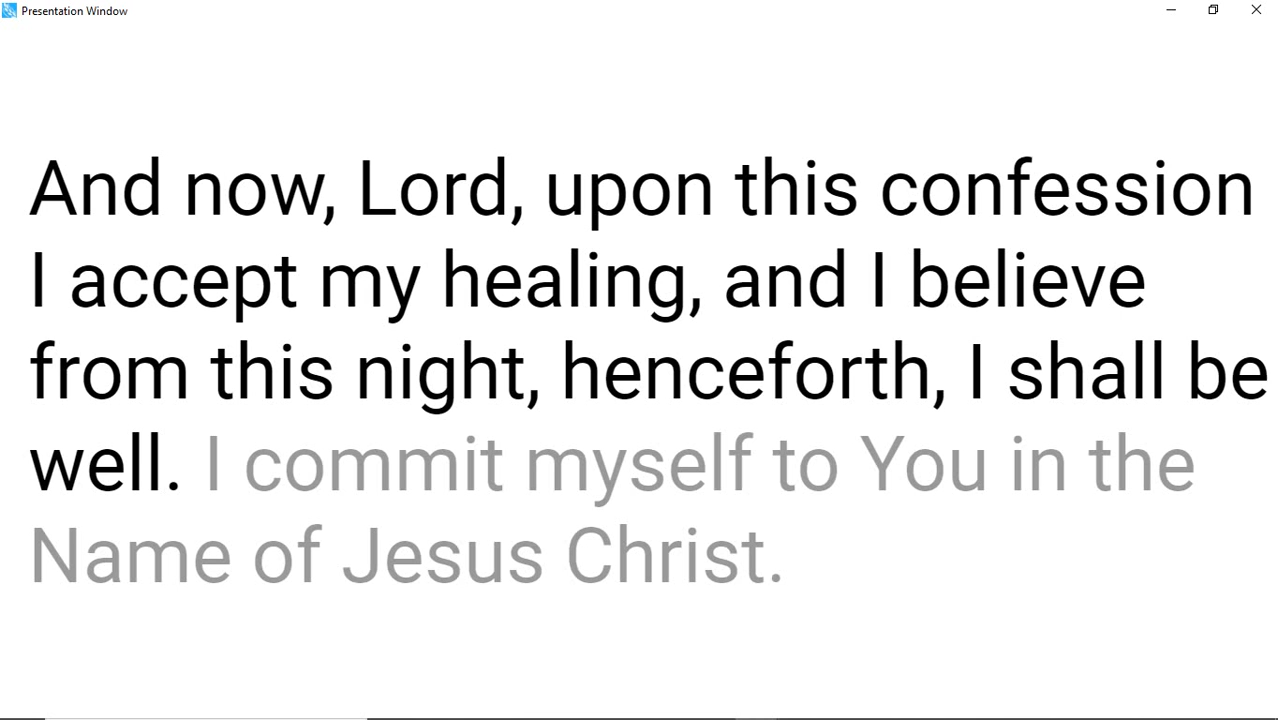 Presentation Window
And now, Lord, upon this confession
I accept my healing, and I believe
from this night, henceforth, I shall be
well. I commit myself to You in the
Name of Jesus Christ.